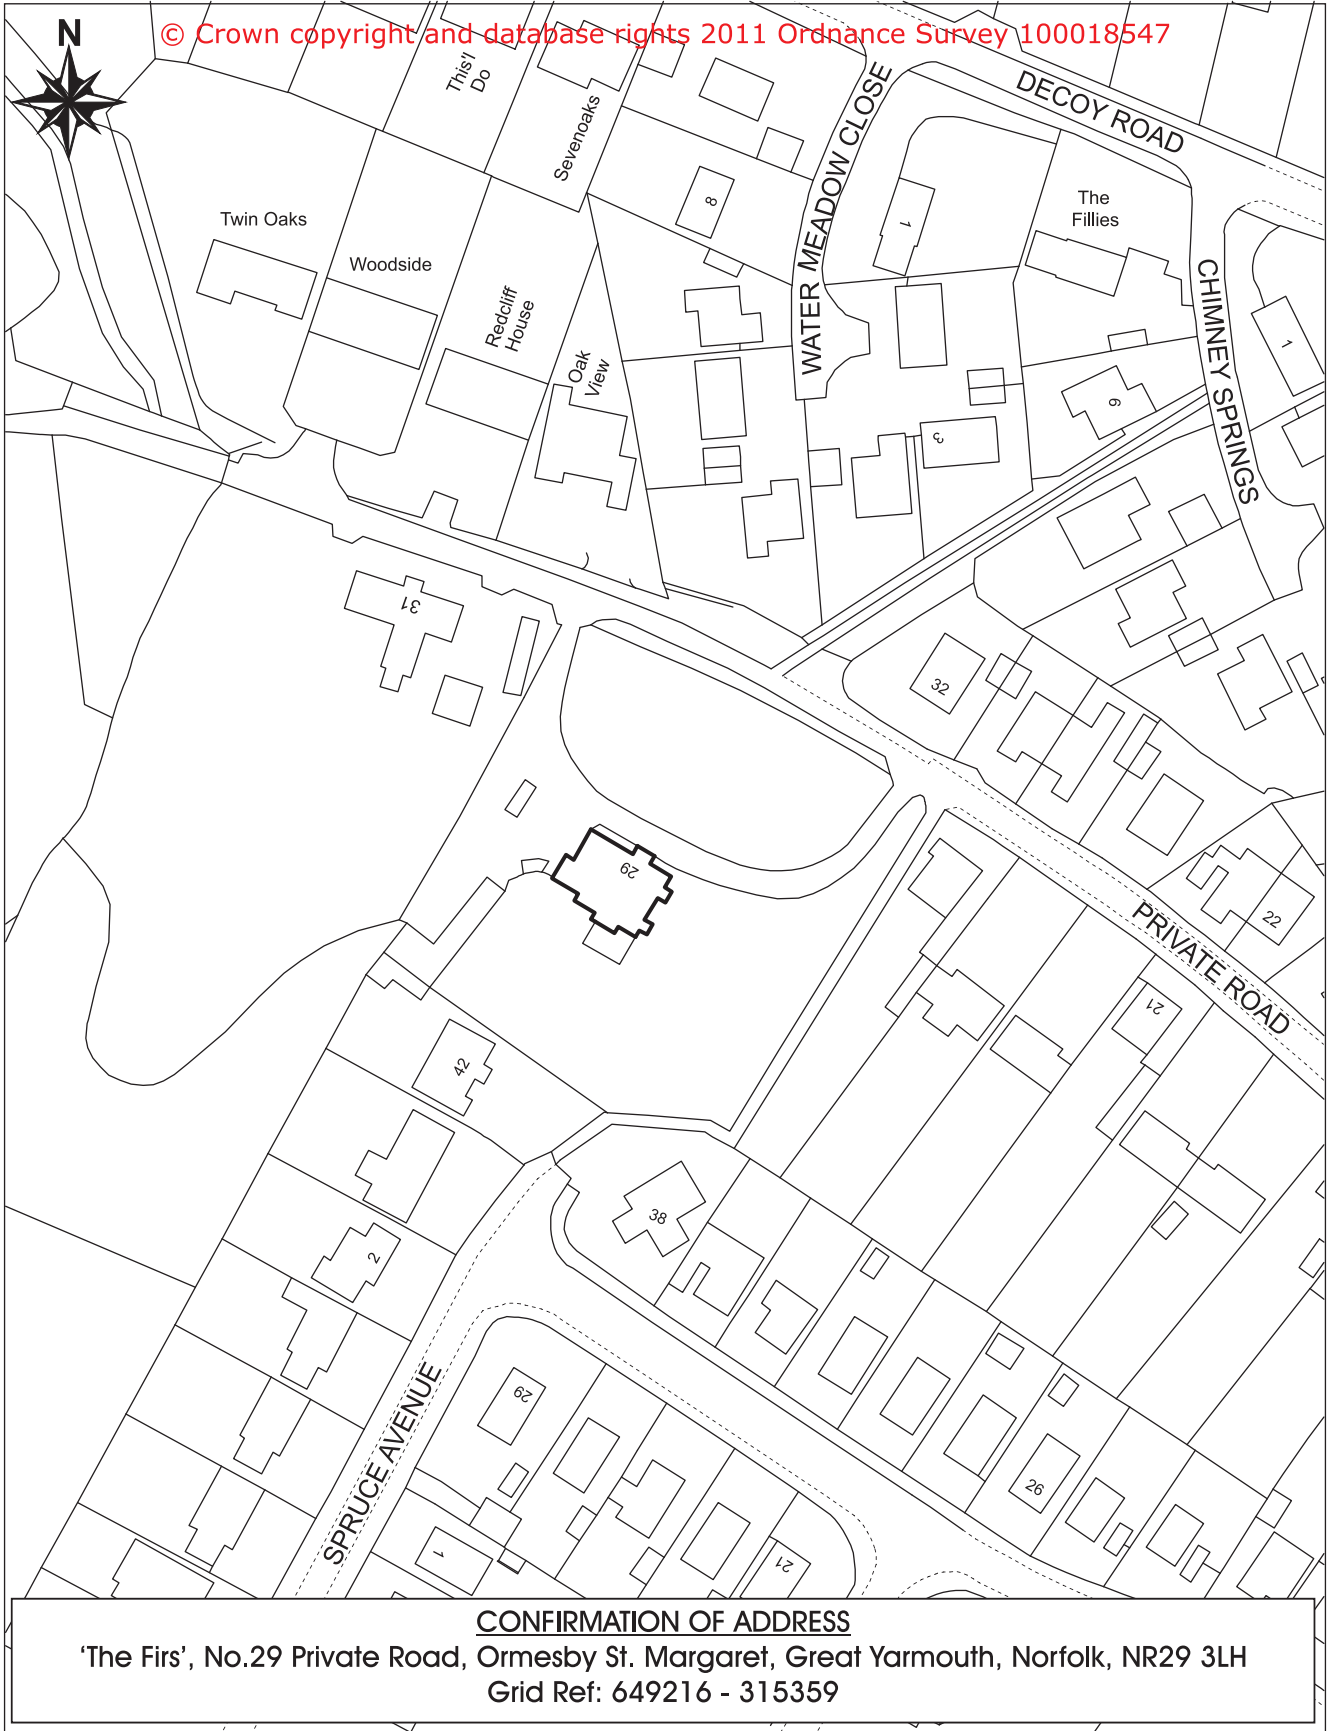 N
© Crown copyright and database rights 2011 Ordnance Survey 100018547
This'l
Do
Sevenoaks
WATER MEADOW CLOSE
DECOY ROAD
8
1
The
Fillies
Twin Oaks
Woodside
Redcliff
House
Oak
View
CHIMNEY SPRINGS
1
9
3
31
32
29
22
PRIVATE ROAD
21
42
38
2
29
SPRUCE AVENUE
26
1
21
CONFIRMATION OF ADDRESS
‘The Firs’, No.29 Private Road, Ormesby St. Margaret, Great Yarmouth, Norfolk, NR29 3LH
Grid Ref: 649216 - 315359